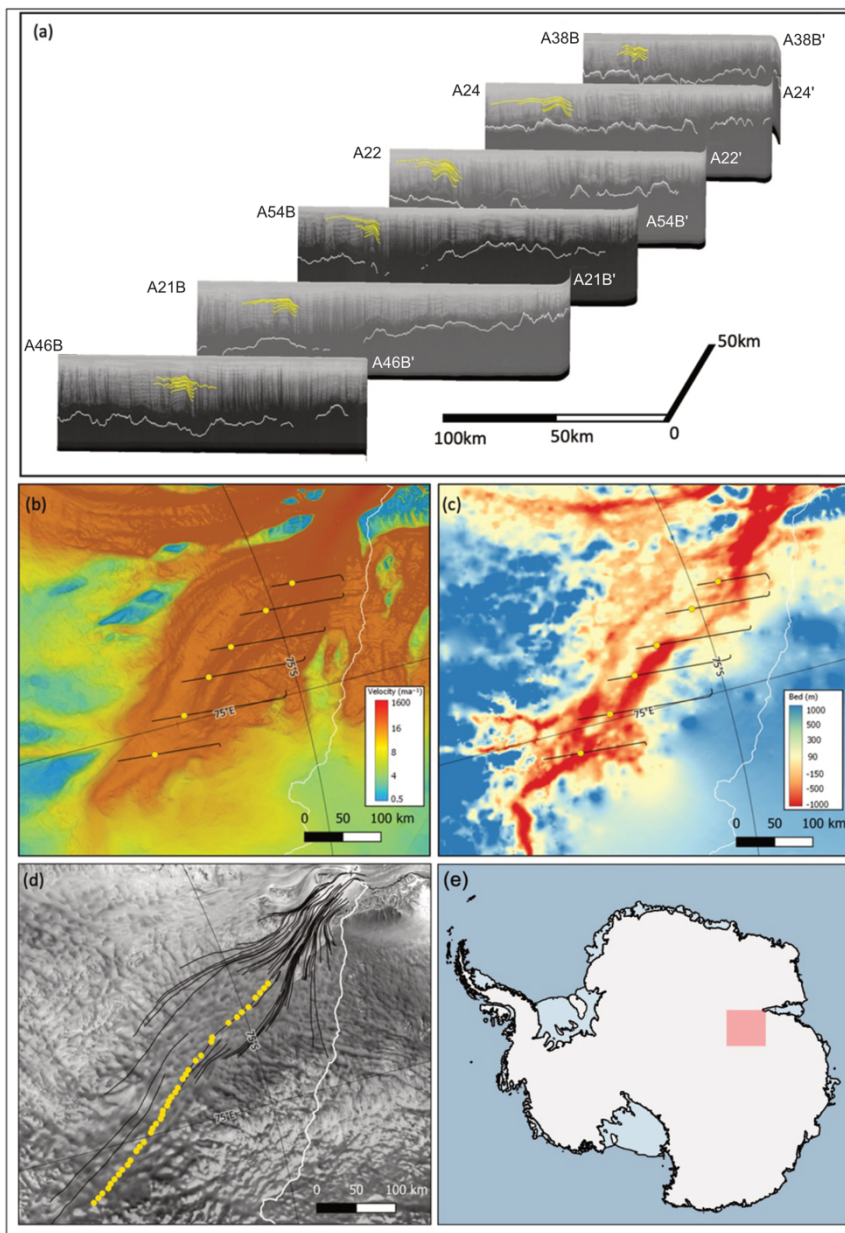 (a)
A38B
A38B'
A24
A24'
A22
A22'
A54B
A54B'
A21B
A21B'
A46B
A46B'
50km
100km
50km
0
(b)
75°S
75°E
Velocity (ma⁻¹)
1600
16
8
4
0.5
0 50 100 km
(c)
75°S
75°E
Bed (m)
1000
500
300
90
-150
-500
-1000
0 50 100 km
(d)
75°S
75°E
0 50 100 km
(e)